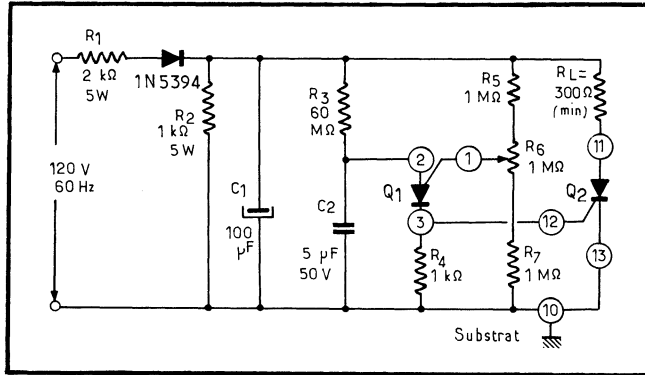 R1
2 kΩ
5W
1N5394
R2
1 kΩ
5 W
120 V
60 Hz
C1
100
µF
R3
60
MΩ
C2
5 µF
50 V
2
1
Q1
3
R4
1 kΩ
R5
1 MΩ
R6
1 MΩ
R7
1 MΩ
RL=
300Ω
(min)
11
Q2
12
13
10
Substrat